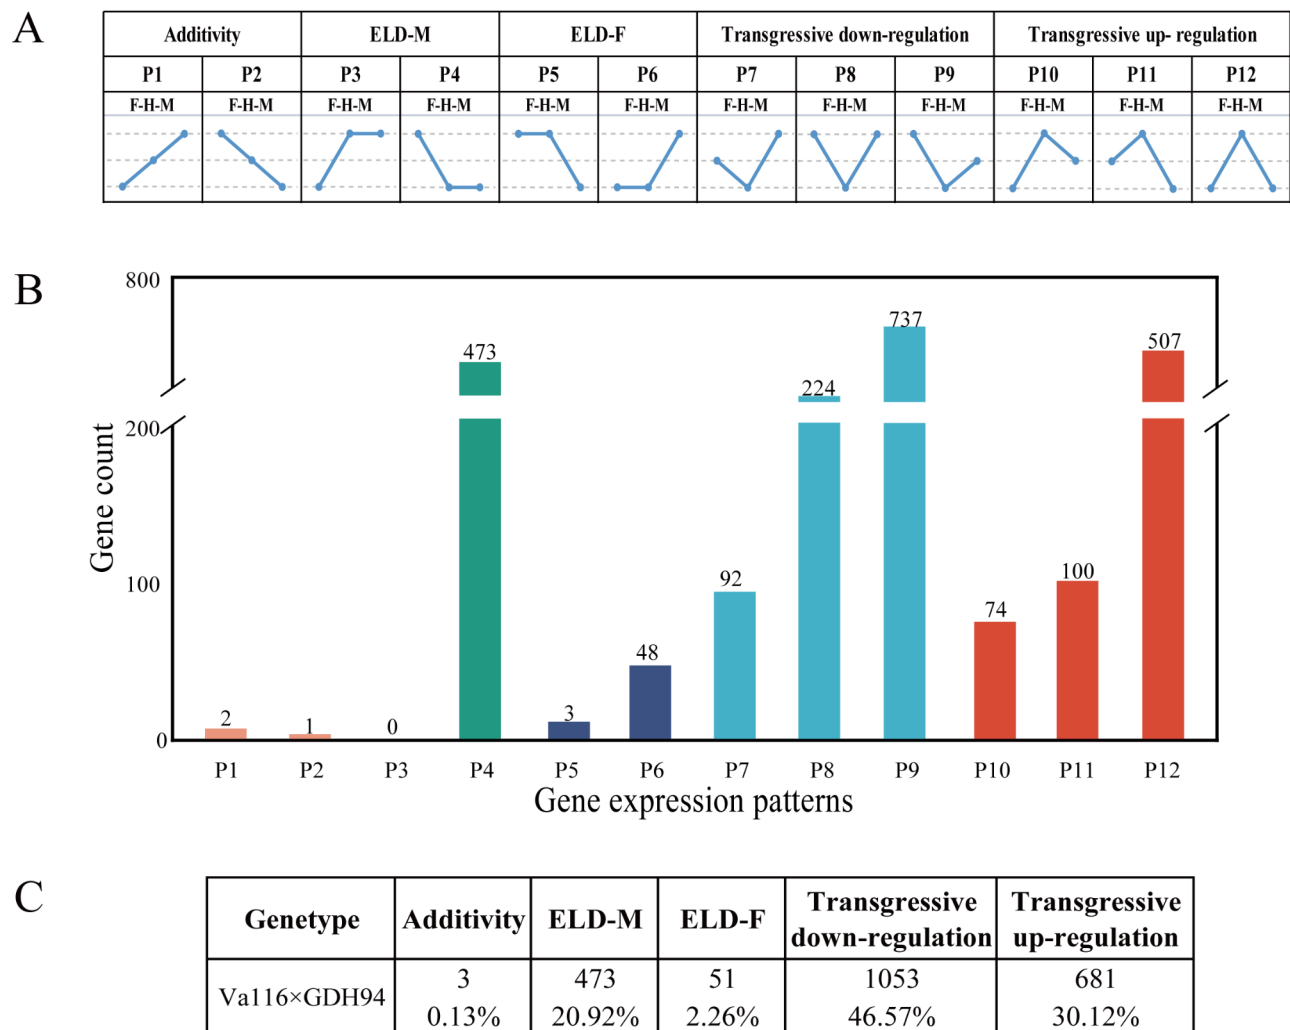 A
Additivity ELD-M ELD-F Transgressive down-regulation Transgressive up- regulation
P1 P2 P3 P4 P5 P6 P7 P8 P9 P10 P11 P12
F-H-M F-H-M F-H-M F-H-M F-H-M F-H-M F-H-M F-H-M F-H-M F-H-M F-H-M F-H-M
B
800
200
100
0
Gene count
2 1 0 473 3 48 92 224 737 74 100 507
P1 P2 P3 P4 P5 P6 P7 P8 P9 P10 P11 P12
Gene expression patterns
C
Genetype Additivity ELD-M ELD-F Transgressive down-regulation Transgressive up-regulation
Va116×GDH94 3 473 51 1053 681
0.13% 20.92% 2.26% 46.57% 30.12%